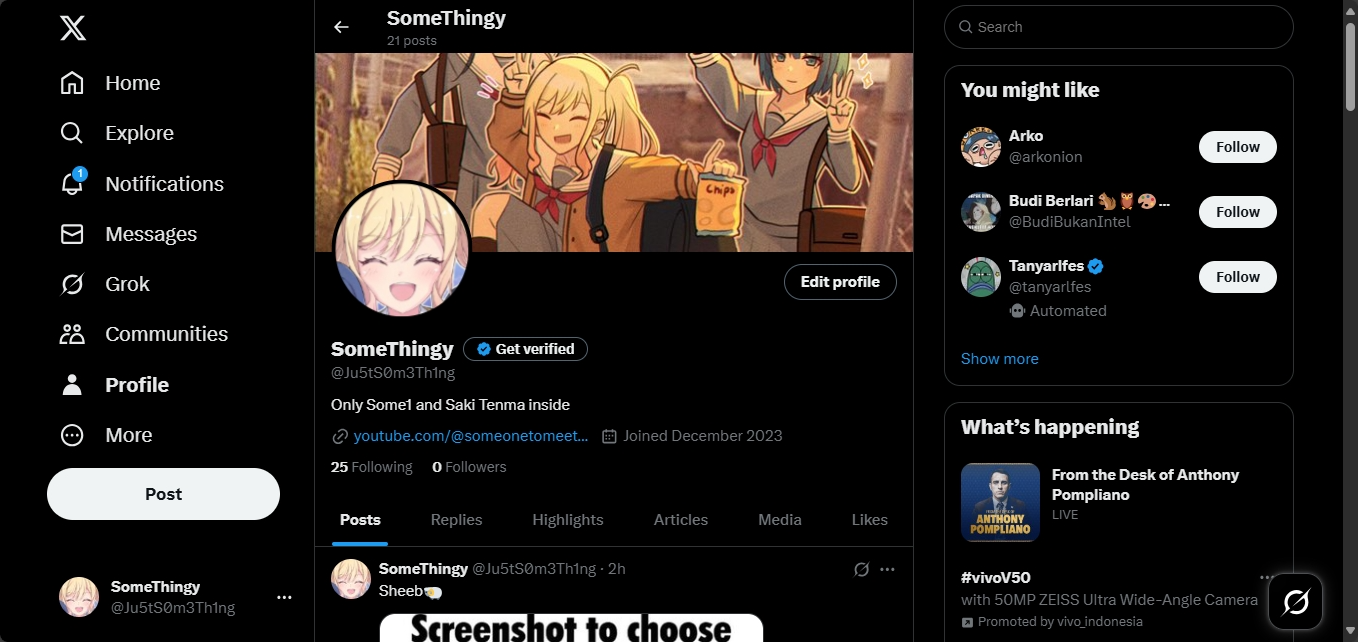 Home
Explore
1
Notifications
Messages
Grok
Communities
Profile
More
Post
SomeThingy
@Ju5tS0m3Th1ng
SomeThingy
21 posts
Chips
Edit profile
SomeThingy
Get verified
@Ju5tS0m3Th1ng
Only Some1 and Saki Tenma inside
youtube.com/@someonetomeet… Joined December 2023
25 Following 0 Followers
Posts Replies Highlights Articles Media Likes
SomeThingy @Ju5tS0m3Th1ng · 2h
Sheeb
Screenshot to choose
Search
You might like
Arko
@arkonion
Follow
Budi Berlari 🐿️🦉🎨...
@BudiBukanIntel
Follow
Tanyarlfes
@tanyarlfes
Automated
Follow
Show more
What’s happening
ANTHONY
POMPLIANO
From the Desk of Anthony
Pompliano
LIVE
#vivoV50
with 50MP ZEISS Ultra Wide-Angle Camera
Promoted by vivo_indonesia